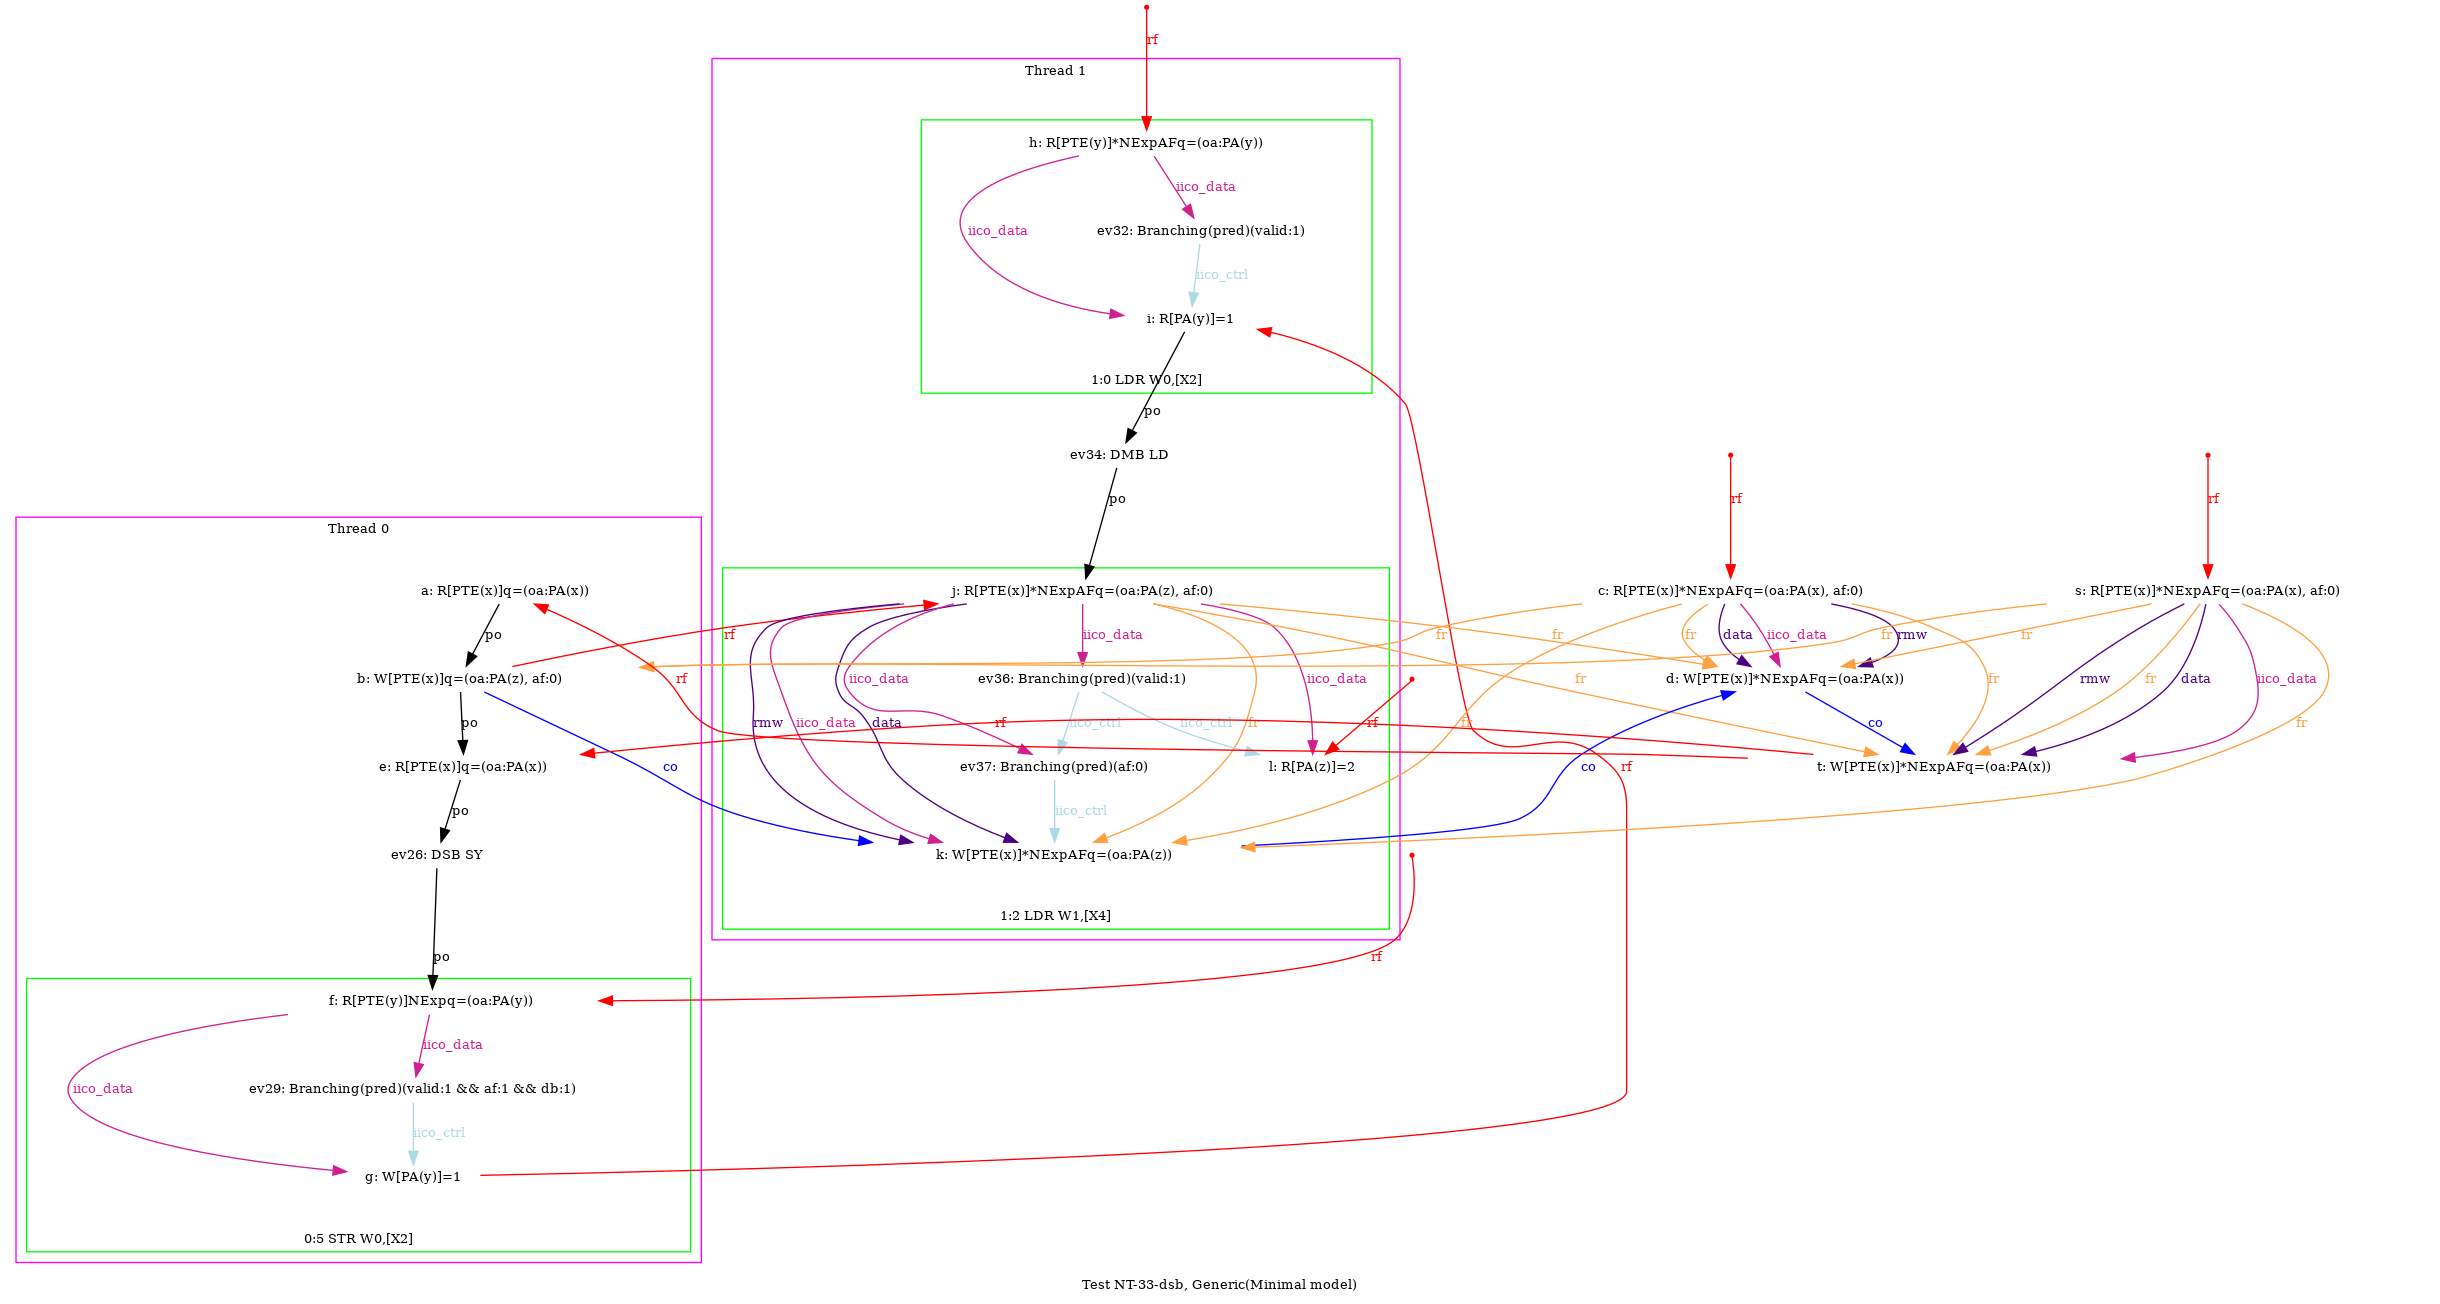 rf
Thread 1
h: R[PTE(y)]*NExpAFq=(oa:PA(y))
iico_data
iico_data
ev32: Branching(pred)(valid:1)
iico_ctrl
i: R[PA(y)]=1
1:0 LDR W0,[X2]
po
ev34: DMB LD
po
rf
rf
Thread 0
a: R[PTE(x)]q=(oa:PA(x))
j: R[PTE(x)]*NExpAFq=(oa:PA(z), af:0)
c: R[PTE(x)]*NExpAFq=(oa:PA(x), af:0)
s: R[PTE(x)]*NExpAFq=(oa:PA(x), af:0)
po
rf
iico_data
fr
fr
fr
data
iico_data
rmw
fr
fr
b: W[PTE(x)]q=(oa:PA(z), af:0)
rf
iico_data
ev36: Branching(pred)(valid:1)
iico_data
fr
d: W[PTE(x)]*NExpAFq=(oa:PA(x))
fr
rmw
fr
data
iico_data
po
rmw
iico_data
data
rf
iico_ctrl
iico_ctrl
fr
rf
fr
co
fr
e: R[PTE(x)]q=(oa:PA(x))
co
ev37: Branching(pred)(af:0)
l: R[PA(z)]=2
co
rf
t: W[PTE(x)]*NExpAFq=(oa:PA(x))
po
iico_ctrl
ev26: DSB SY
k: W[PTE(x)]*NExpAFq=(oa:PA(z))
1:2 LDR W1,[X4]
po
rf
f: R[PTE(y)]NExpq=(oa:PA(y))
iico_data
iico_data
ev29: Branching(pred)(valid:1 && af:1 && db:1)
iico_ctrl
g: W[PA(y)]=1
0:5 STR W0,[X2]
Test NT-33-dsb, Generic(Minimal model)